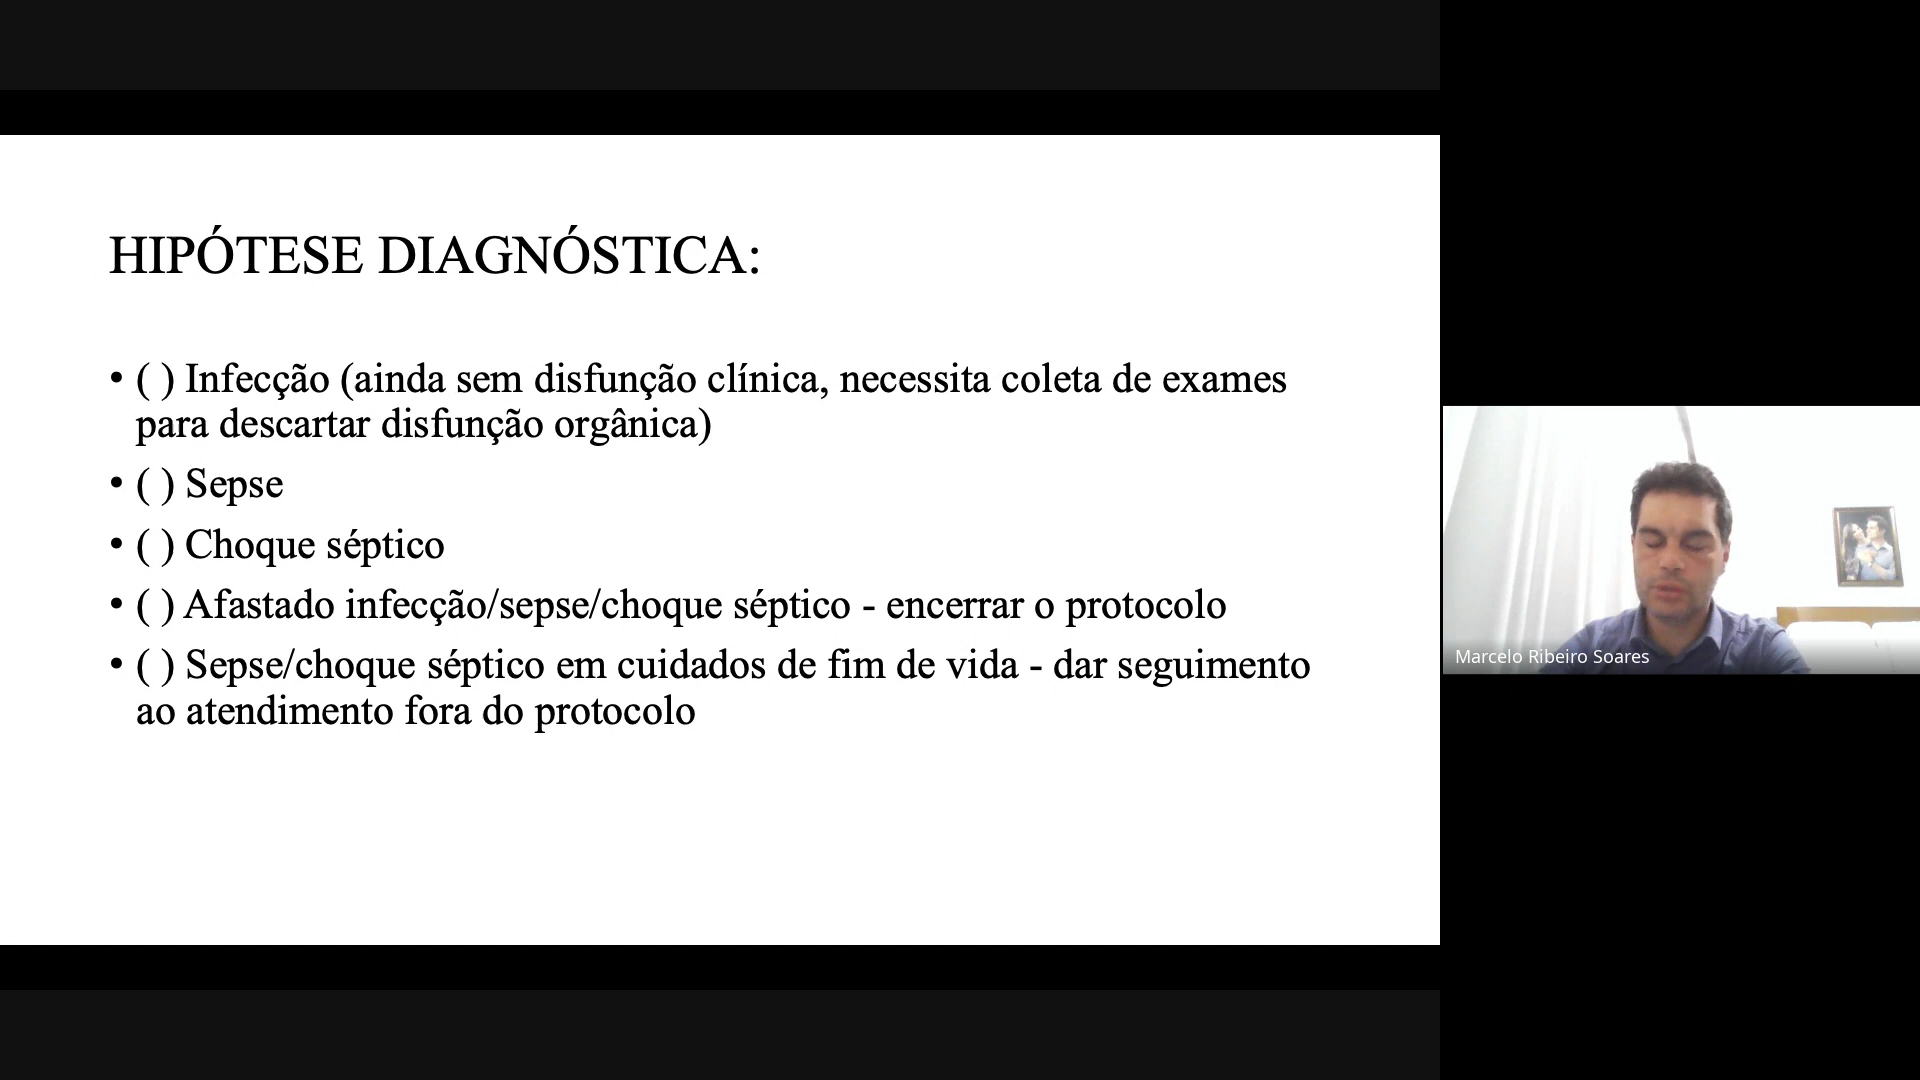 HIPÓTESE DIAGNÓSTICA:
• ( ) Infecção (ainda sem disfunção clínica, necessita coleta de exames
para descartar disfunção orgânica)
• ( ) Sepse
• ( ) Choque séptico
• ( ) Afastado infecção/sepse/choque séptico - encerrar o protocolo
• ( ) Sepse/choque séptico em cuidados de fim de vida - dar seguimento
ao atendimento fora do protocolo
Marcelo Ribeiro Soares